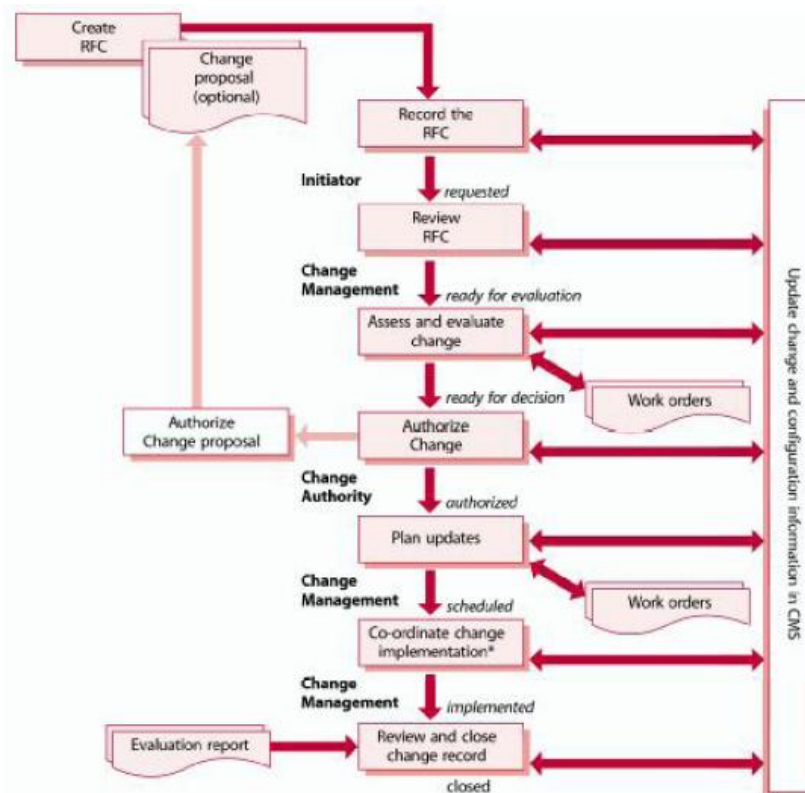 Create
RFC
Change
proposal
(optional)
Record the
RFC
Initiator
requested
Review
RFC
Change
Management
ready for evaluation
Assess and evaluate
change
Work orders
ready for decision
Authorize
Change proposal
Authorize
Change
Change
Authority
authorized
Plan updates
Work orders
Change
Management
scheduled
Co-ordinate change
implementation*
Change
Management
implemented
Evaluation report
Review and close
change record
closed
Update change and configuration information in CMS